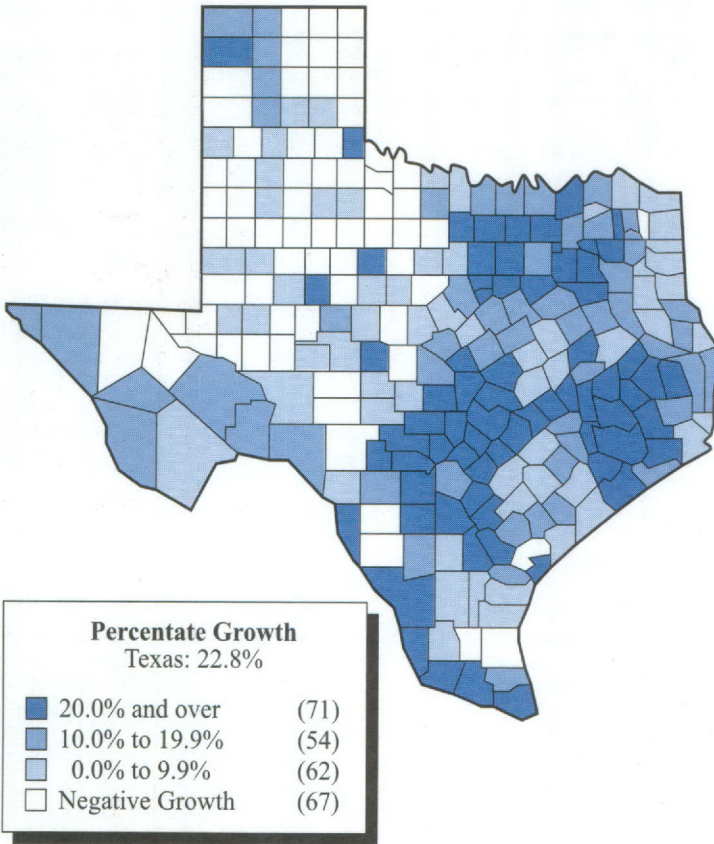 Percentate Growth
Texas: 22.8%
20.0% and over (71)
10.0% to 19.9% (54)
0.0% to 9.9% (62)
Negative Growth (67)